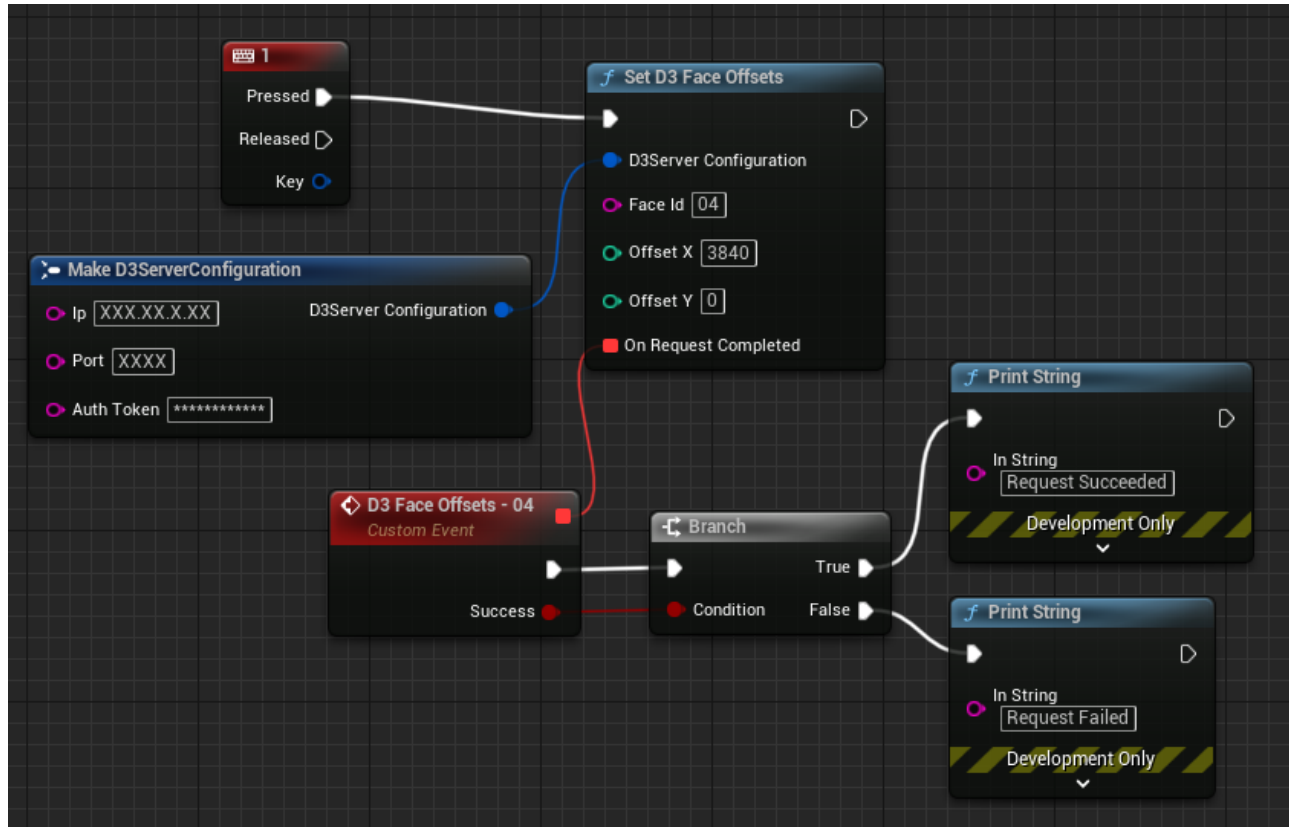 1
Pressed
Released
Key
Set D3 Face Offsets
D3Server Configuration
Face Id 04
Offset X 3840
Offset Y 0
On Request Completed
Make D3ServerConfiguration
Ip XXX.XX.X.XX D3Server Configuration
Port XXXX
Auth Token ************
D3 Face Offsets - 04
Custom Event
Success
Branch
True
Condition False
Print String
In String
Request Succeeded
Development Only
Print String
In String
Request Failed
Development Only